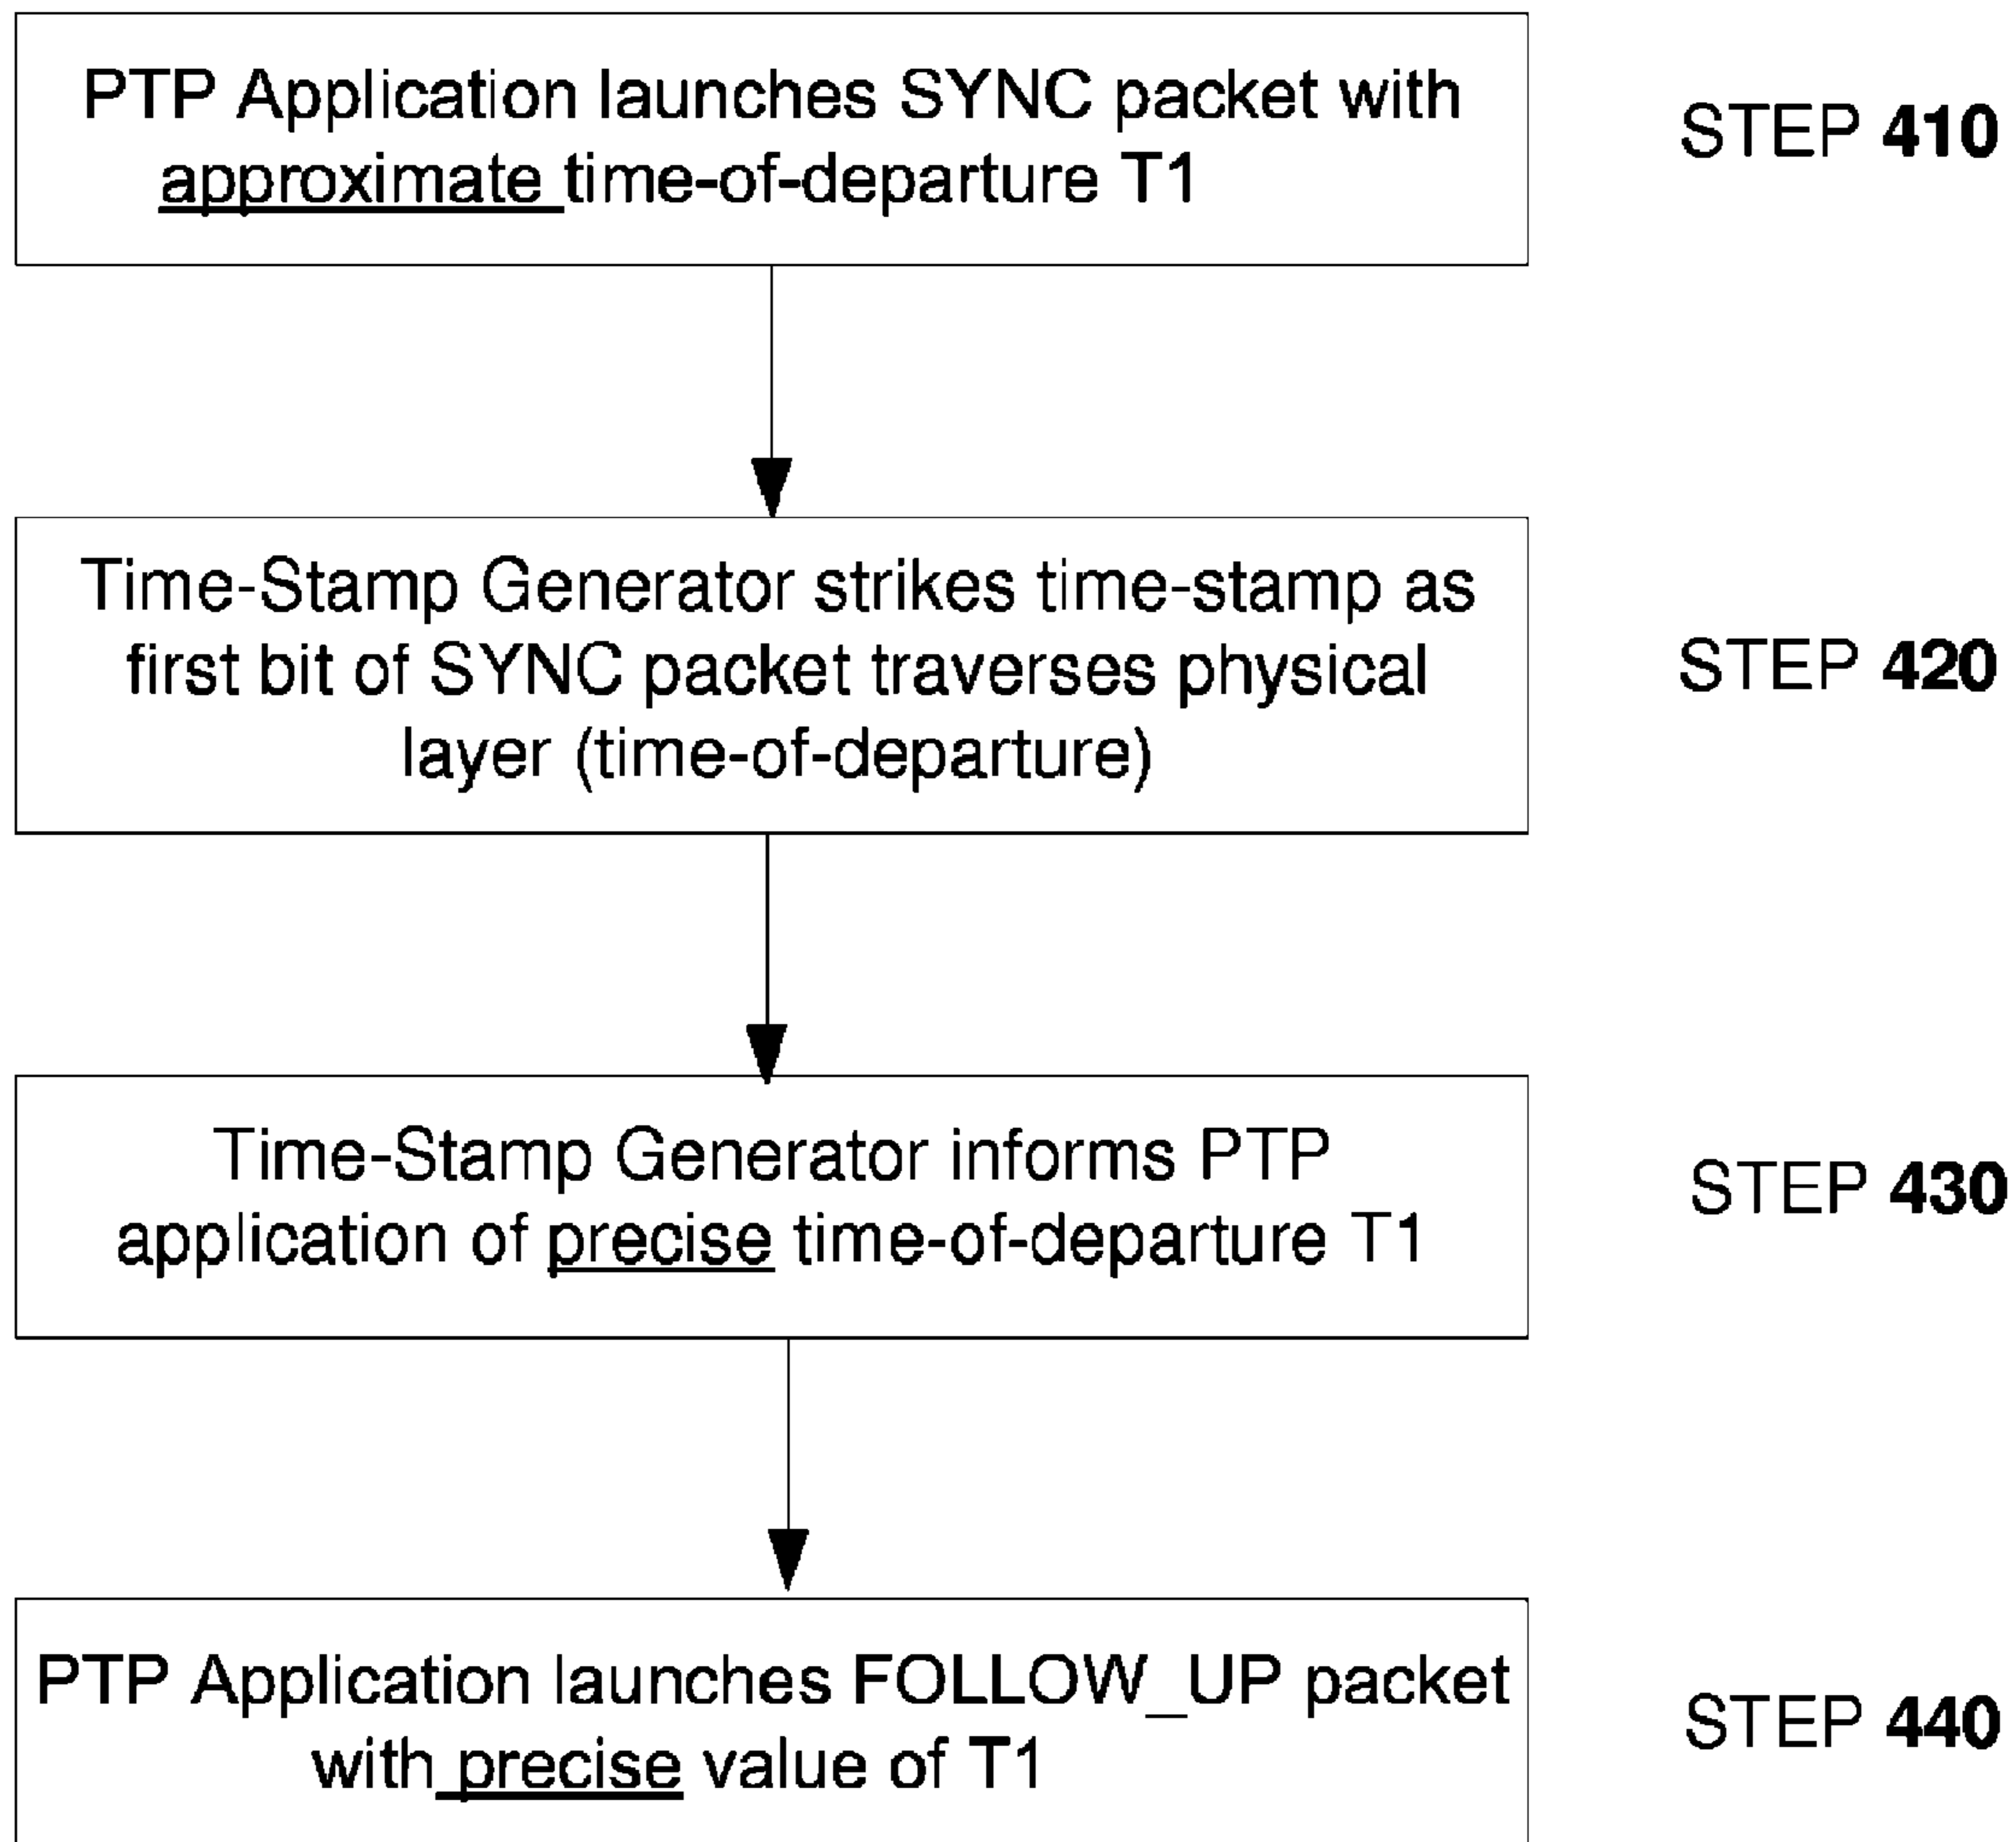 PTP Application launches SYNC packet with
approximate time-of-departure T1
STEP 410
Time-Stamp Generator strikes time-stamp as
first bit of SYNC packet traverses physical
layer (time-of-departure)
STEP 420
Time-Stamp Generator informs PTP
application of precise time-of-departure T1
STEP 430
PTP Application launches FOLLOW_UP packet
with precise value of T1
STEP 440